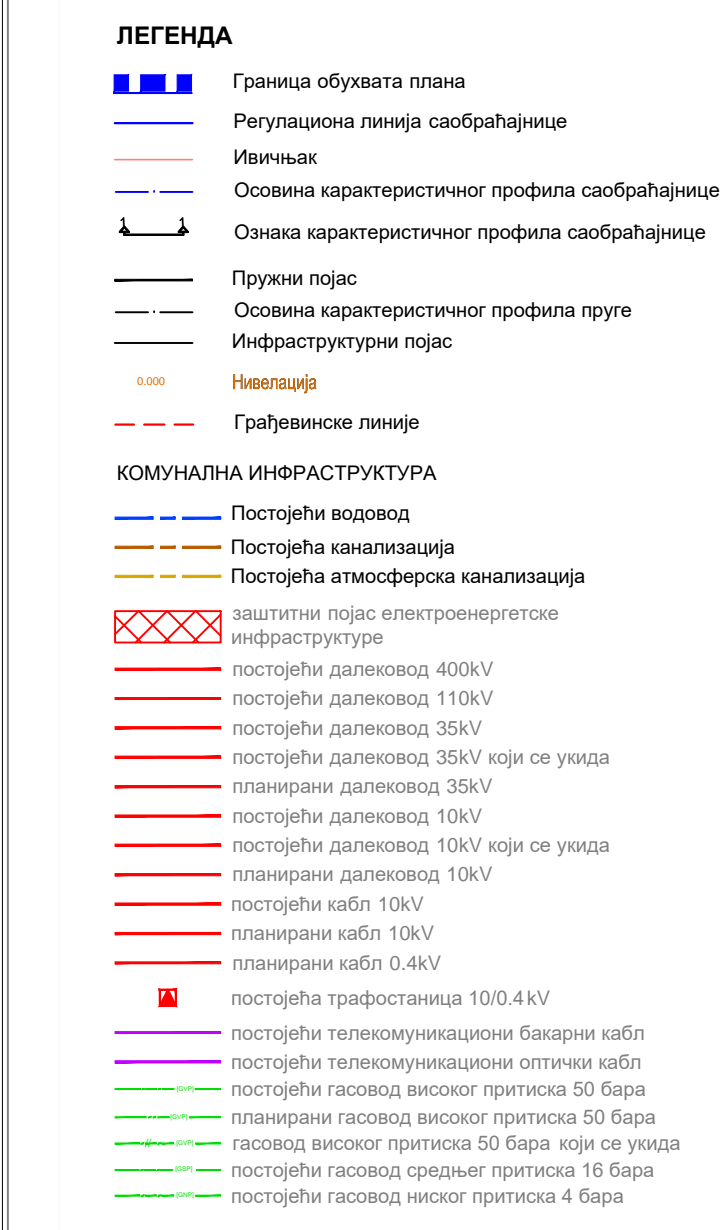 ЛЕГЕНДА
Граница обухвата плана
Регулациона линија саобраћајнице
Ивичњак
Осовина карактеристичног профила саобраћајнице
1 1 Ознака карактеристичног профила саобраћајнице
Пружни појас
Осовина карактеристичног профила пруге
Инфраструктурни појас
0.000 Нивелација
Грађевинске линије
КОМУНАЛНА ИНФРАСТРУКТУРА
Постојећи водовод
Постојећа канализација
Постојећа атмосферска канализација
заштитни појас електроенергетске
инфраструктуре
постојећи далековод 400kV
постојећи далековод 110kV
постојећи далековод 35kV
постојећи далековод 35kV који се укида
планирани далековод 35kV
постојећи далековод 10kV
постојећи далековод 10kV који се укида
планирани далековод 10kV
постојећи кабл 10kV
планирани кабл 10kV
планирани кабл 0.4kV
постојећа трафостаница 10/0.4 kV
постојећи телекомуникациони бакарни кабл
постојећи телекомуникациони оптички кабл
[GVP] постојећи гасовод високог притиска 50 бара
[GVP] планирани гасовод високог притиска 50 бара
[GVP] гасовод високог притиска 50 бара који се укида
[GSP] постојећи гасовод средњег притиска 16 бара
[GNP] постојећи гасовод ниског притиска 4 бара